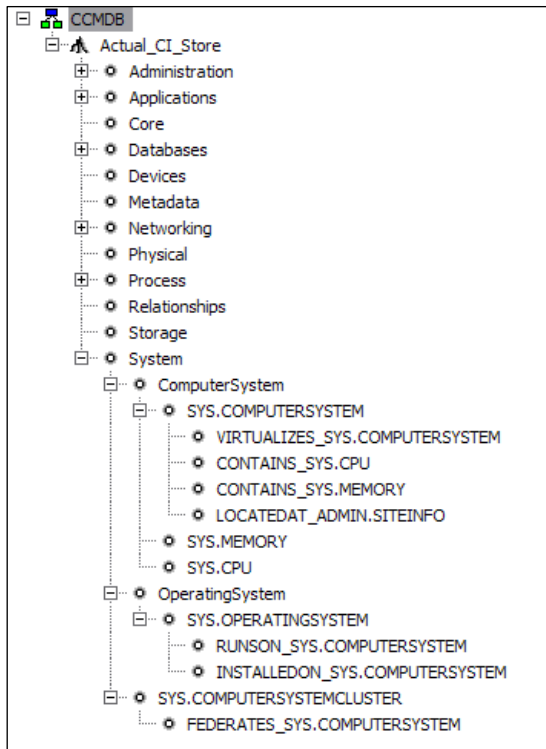 CCMDB
Actual_CI_Store
Administration
Applications
Core
Databases
Devices
Metadata
Networking
Physical
Process
Relationships
Storage
System
ComputerSystem
SYS.COMPUTERSYSTEM
VIRTUALIZES_SYS.COMPUTERSYSTEM
CONTAINS_SYS.CPU
CONTAINS_SYS.MEMORY
LOCATEDAT_ADMIN.SITEINFO
SYS.MEMORY
SYS.CPU
OperatingSystem
SYS.OPERATINGSYSTEM
RUNSON_SYS.COMPUTERSYSTEM
INSTALLEDON_SYS.COMPUTERSYSTEM
SYS.COMPUTERSYSTEMCLUSTER
FEDERATES_SYS.COMPUTERSYSTEM